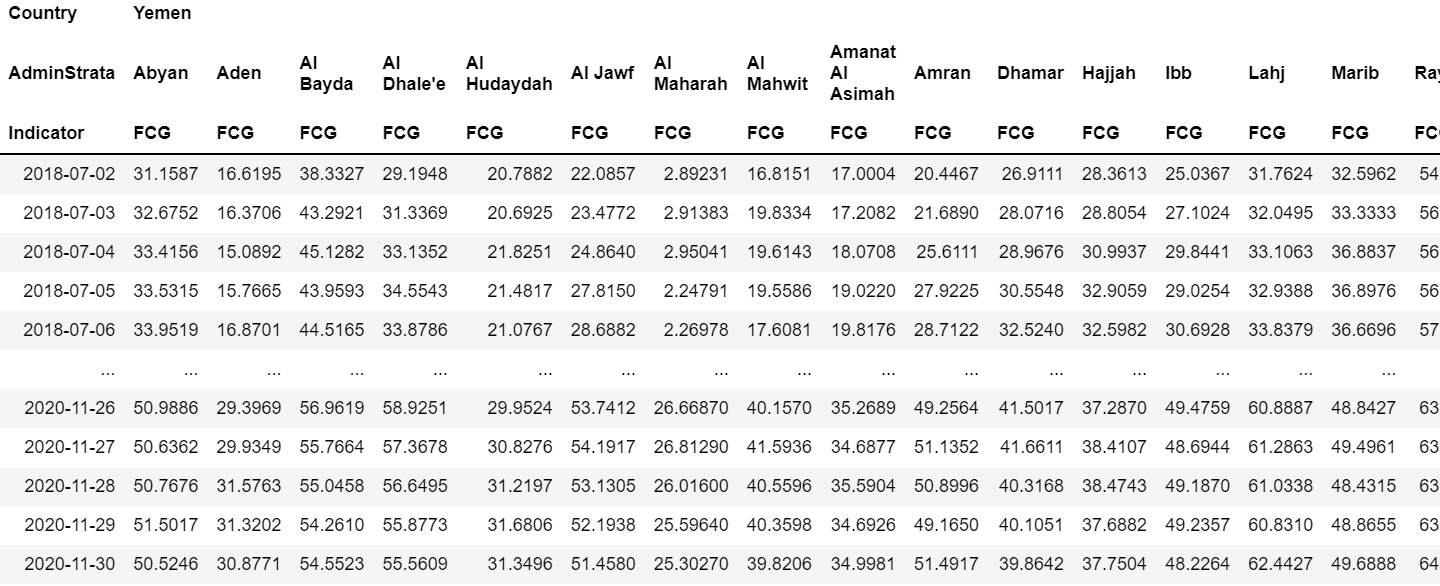 Country Yemen
AdminStrata Abyan Aden Al Bayda Al Dhale'e Al Hudaydah Al Jawf Al Maharah Al Mahwit Amanat Al Asimah Amran Dhamar Hajjah Ibb Lahj Marib Ray
Indicator FCG FCG FCG FCG FCG FCG FCG FCG FCG FCG FCG FCG FCG FCG FCG FC
2018-07-02 31.1587 16.6195 38.3327 29.1948 20.7882 22.0857 2.89231 16.8151 17.0004 20.4467 26.9111 28.3613 25.0367 31.7624 32.5962 54
2018-07-03 32.6752 16.3706 43.2921 31.3369 20.6925 23.4772 2.91383 19.8334 17.2082 21.6890 28.0716 28.8054 27.1024 32.0495 33.3333 56
2018-07-04 33.4156 15.0892 45.1282 33.1352 21.8251 24.8640 2.95041 19.6143 18.0708 25.6111 28.9676 30.9937 29.8441 33.1063 36.8837 56
2018-07-05 33.5315 15.7665 43.9593 34.5543 21.4817 27.8150 2.24791 19.5586 19.0220 27.9225 30.5548 32.9059 29.0254 32.9388 36.8976 56
2018-07-06 33.9519 16.8701 44.5165 33.8786 21.0767 28.6882 2.26978 17.6081 19.8176 28.7122 32.5240 32.5982 30.6928 33.8379 36.6696 57
... ... ... ... ... ... ... ... ... ... ... ... ... ... ... ...
2020-11-26 50.9886 29.3969 56.9619 58.9251 29.9524 53.7412 26.66870 40.1570 35.2689 49.2564 41.5017 37.2870 49.4759 60.8887 48.8427 63
2020-11-27 50.6362 29.9349 55.7664 57.3678 30.8276 54.1917 26.81290 41.5936 34.6877 51.1352 41.6611 38.4107 48.6944 61.2863 49.4961 63
2020-11-28 50.7676 31.5763 55.0458 56.6495 31.2197 53.1305 26.01600 40.5596 35.5904 50.8996 40.3168 38.4743 49.1870 61.0338 48.4315 63
2020-11-29 51.5017 31.3202 54.2610 55.8773 31.6806 52.1938 25.59640 40.3598 34.6926 49.1650 40.1051 37.6882 49.2357 60.8310 48.8655 63
2020-11-30 50.5246 30.8771 54.5523 55.5609 31.3496 51.4580 25.30270 39.8206 34.9981 51.4917 39.8642 37.7504 48.2264 62.4427 49.6888 64